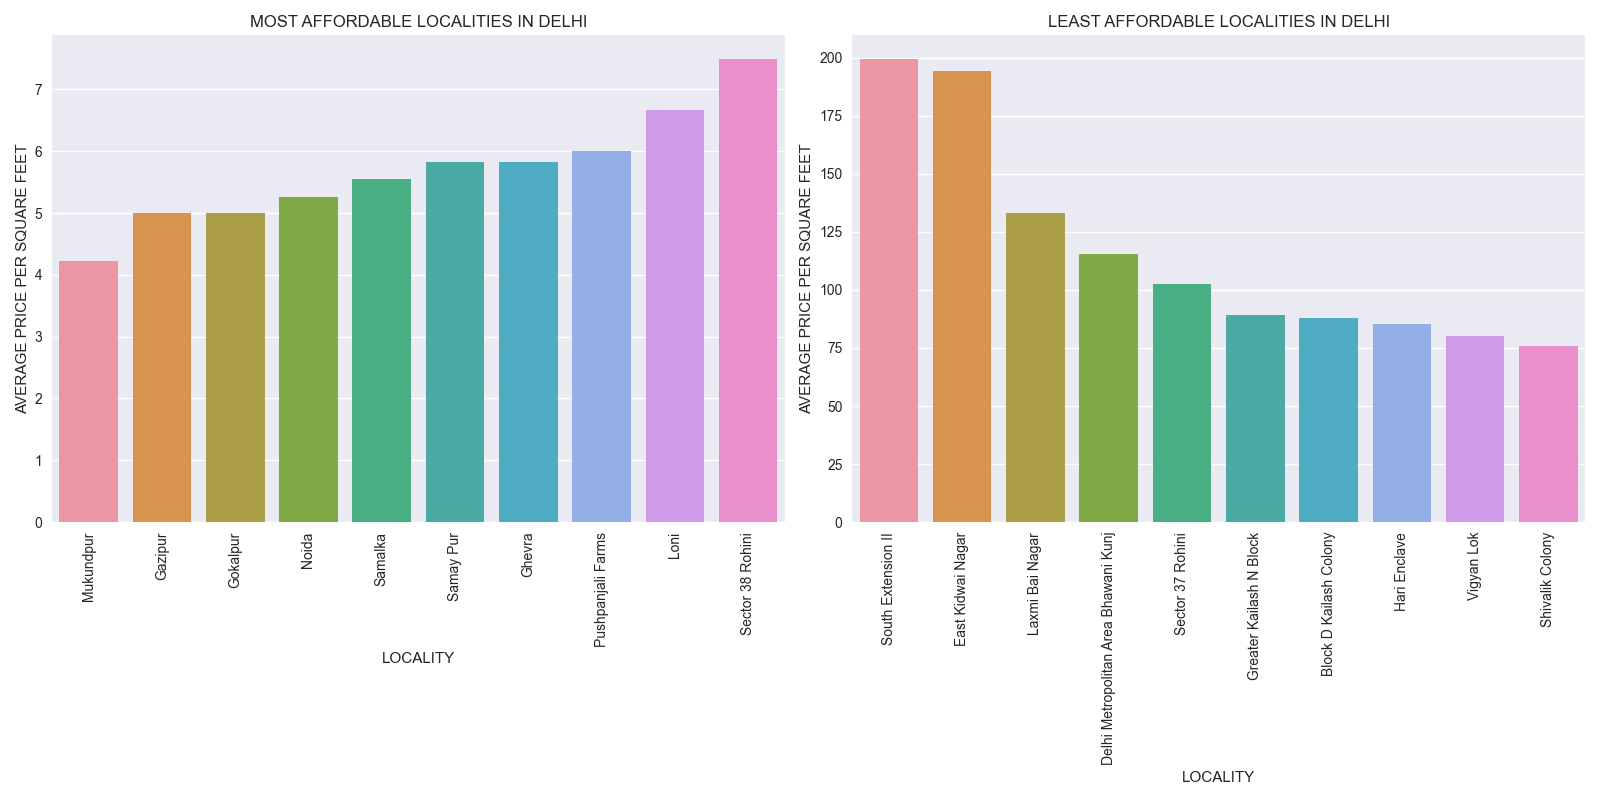 MOST AFFORDABLE LOCALITIES IN DELHI
AVERAGE PRICE PER SQUARE FEET
7
6
5
4
3
2
1
0
Mukundpur
Gazipur
Gokalpur
Noida
Samalka
Samay Pur
Ghevra
Pushpanjali Farms
Loni
Sector 38 Rohini
LOCALITY
LEAST AFFORDABLE LOCALITIES IN DELHI
AVERAGE PRICE PER SQUARE FEET
200
175
150
125
100
75
50
25
0
South Extension II
East Kidwai Nagar
Laxmi Bai Nagar
Delhi Metropolitan Area Bhawani Kunj
Sector 37 Rohini
Greater Kailash N Block
Block D Kailash Colony
Hari Enclave
Vigyan Lok
Shivalik Colony
LOCALITY